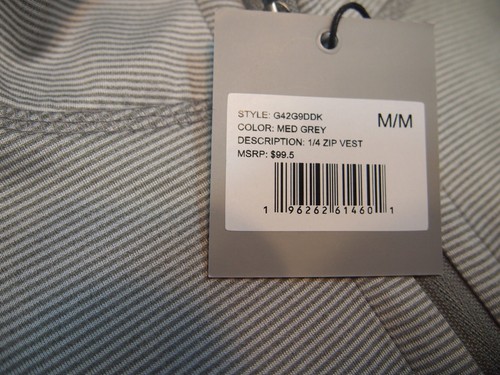 STYLE: G42G9DDK
M/M
COLOR: MED GREY
DESCRIPTION: 1/4 ZIP VEST
MSRP: $99.5
1 96262 61460 1